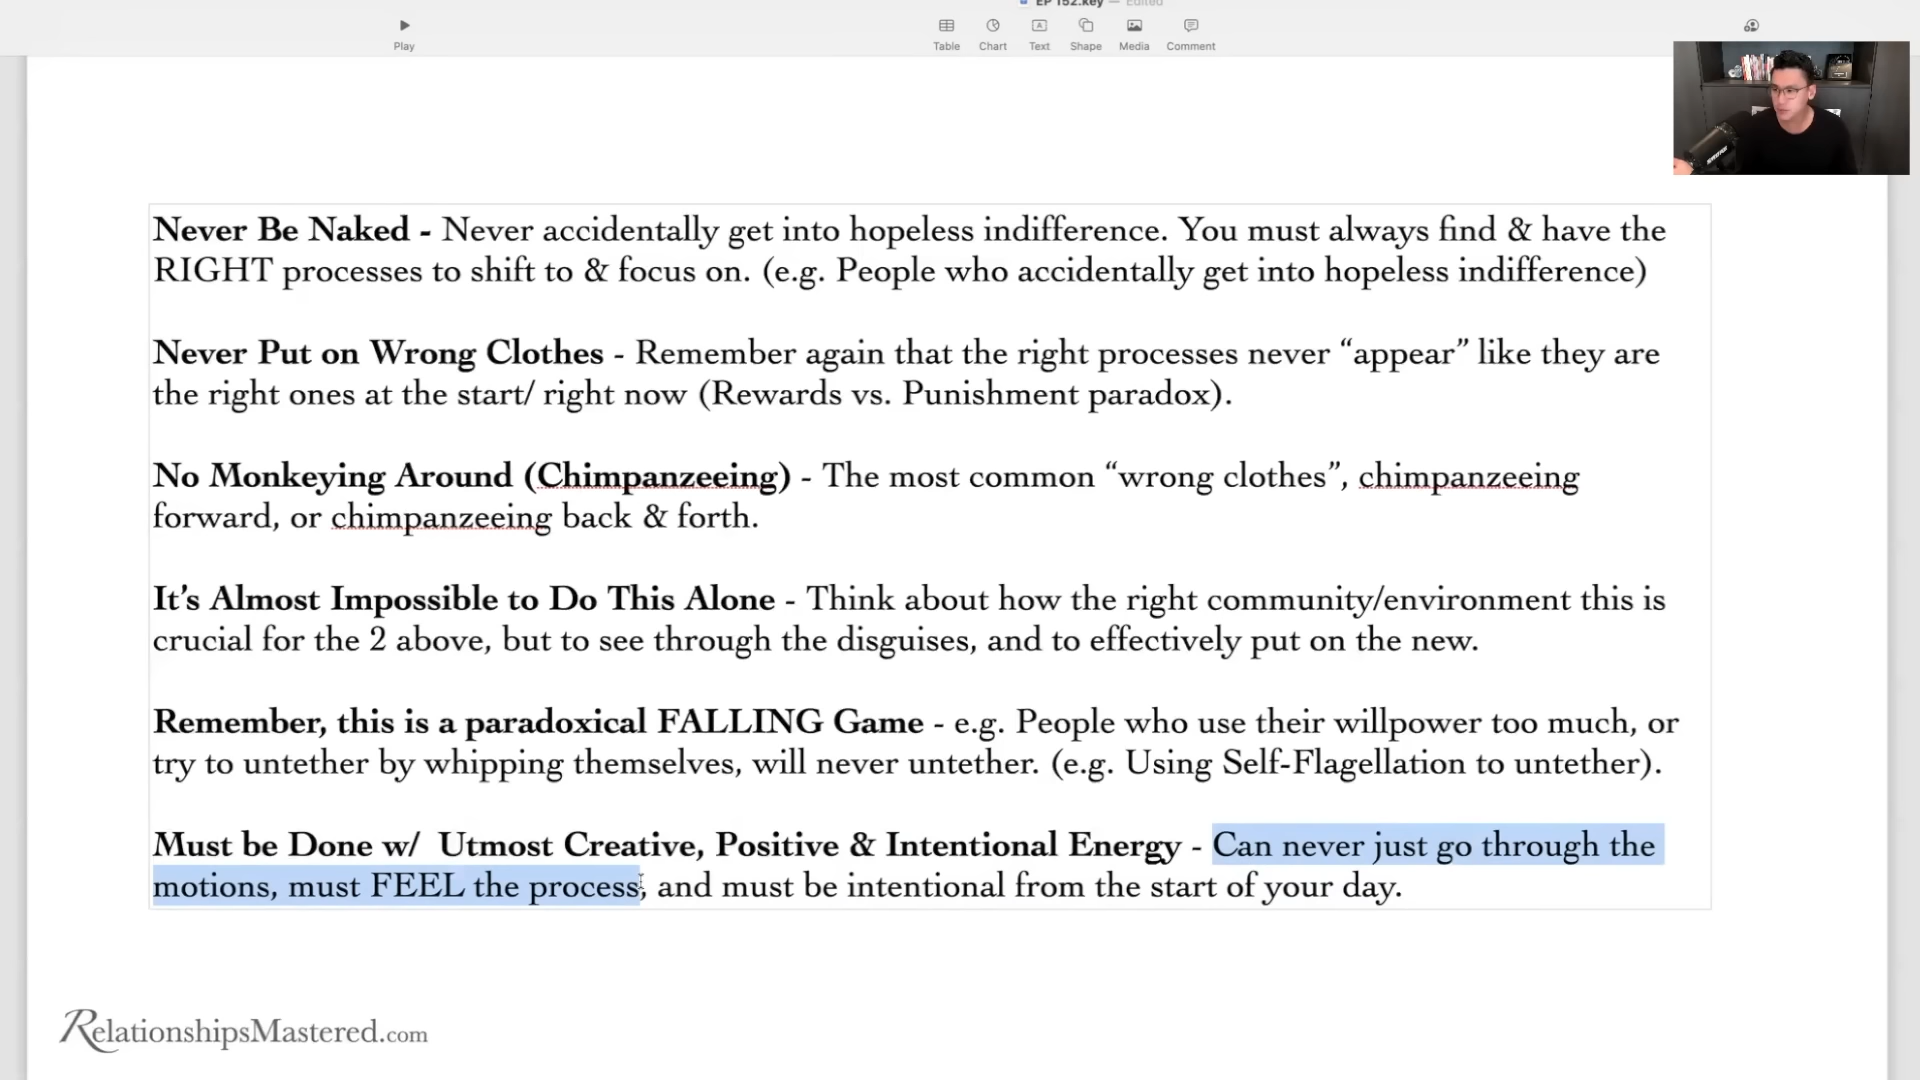 EP 152.key — Edited
Play
Table
Chart
Text
Shape
Media
Comment
Never Be Naked - Never accidentally get into hopeless indifference. You must always find & have the
RIGHT processes to shift to & focus on. (e.g. People who accidentally get into hopeless indifference)
Never Put on Wrong Clothes - Remember again that the right processes never “appear” like they are
the right ones at the start/ right now (Rewards vs. Punishment paradox).
No Monkeying Around (Chimpanzeeing) - The most common “wrong clothes”, chimpanzeeing
forward, or chimpanzeeing back & forth.
It’s Almost Impossible to Do This Alone - Think about how the right community/environment this is
crucial for the 2 above, but to see through the disguises, and to effectively put on the new.
Remember, this is a paradoxical FALLING Game - e.g. People who use their willpower too much, or
try to untether by whipping themselves, will never untether. (e.g. Using Self-Flagellation to untether).
Must be Done w/  Utmost Creative, Positive & Intentional Energy - Can never just go through the
motions, must FEEL the process, and must be intentional from the start of your day.
RelationshipsMastered.com